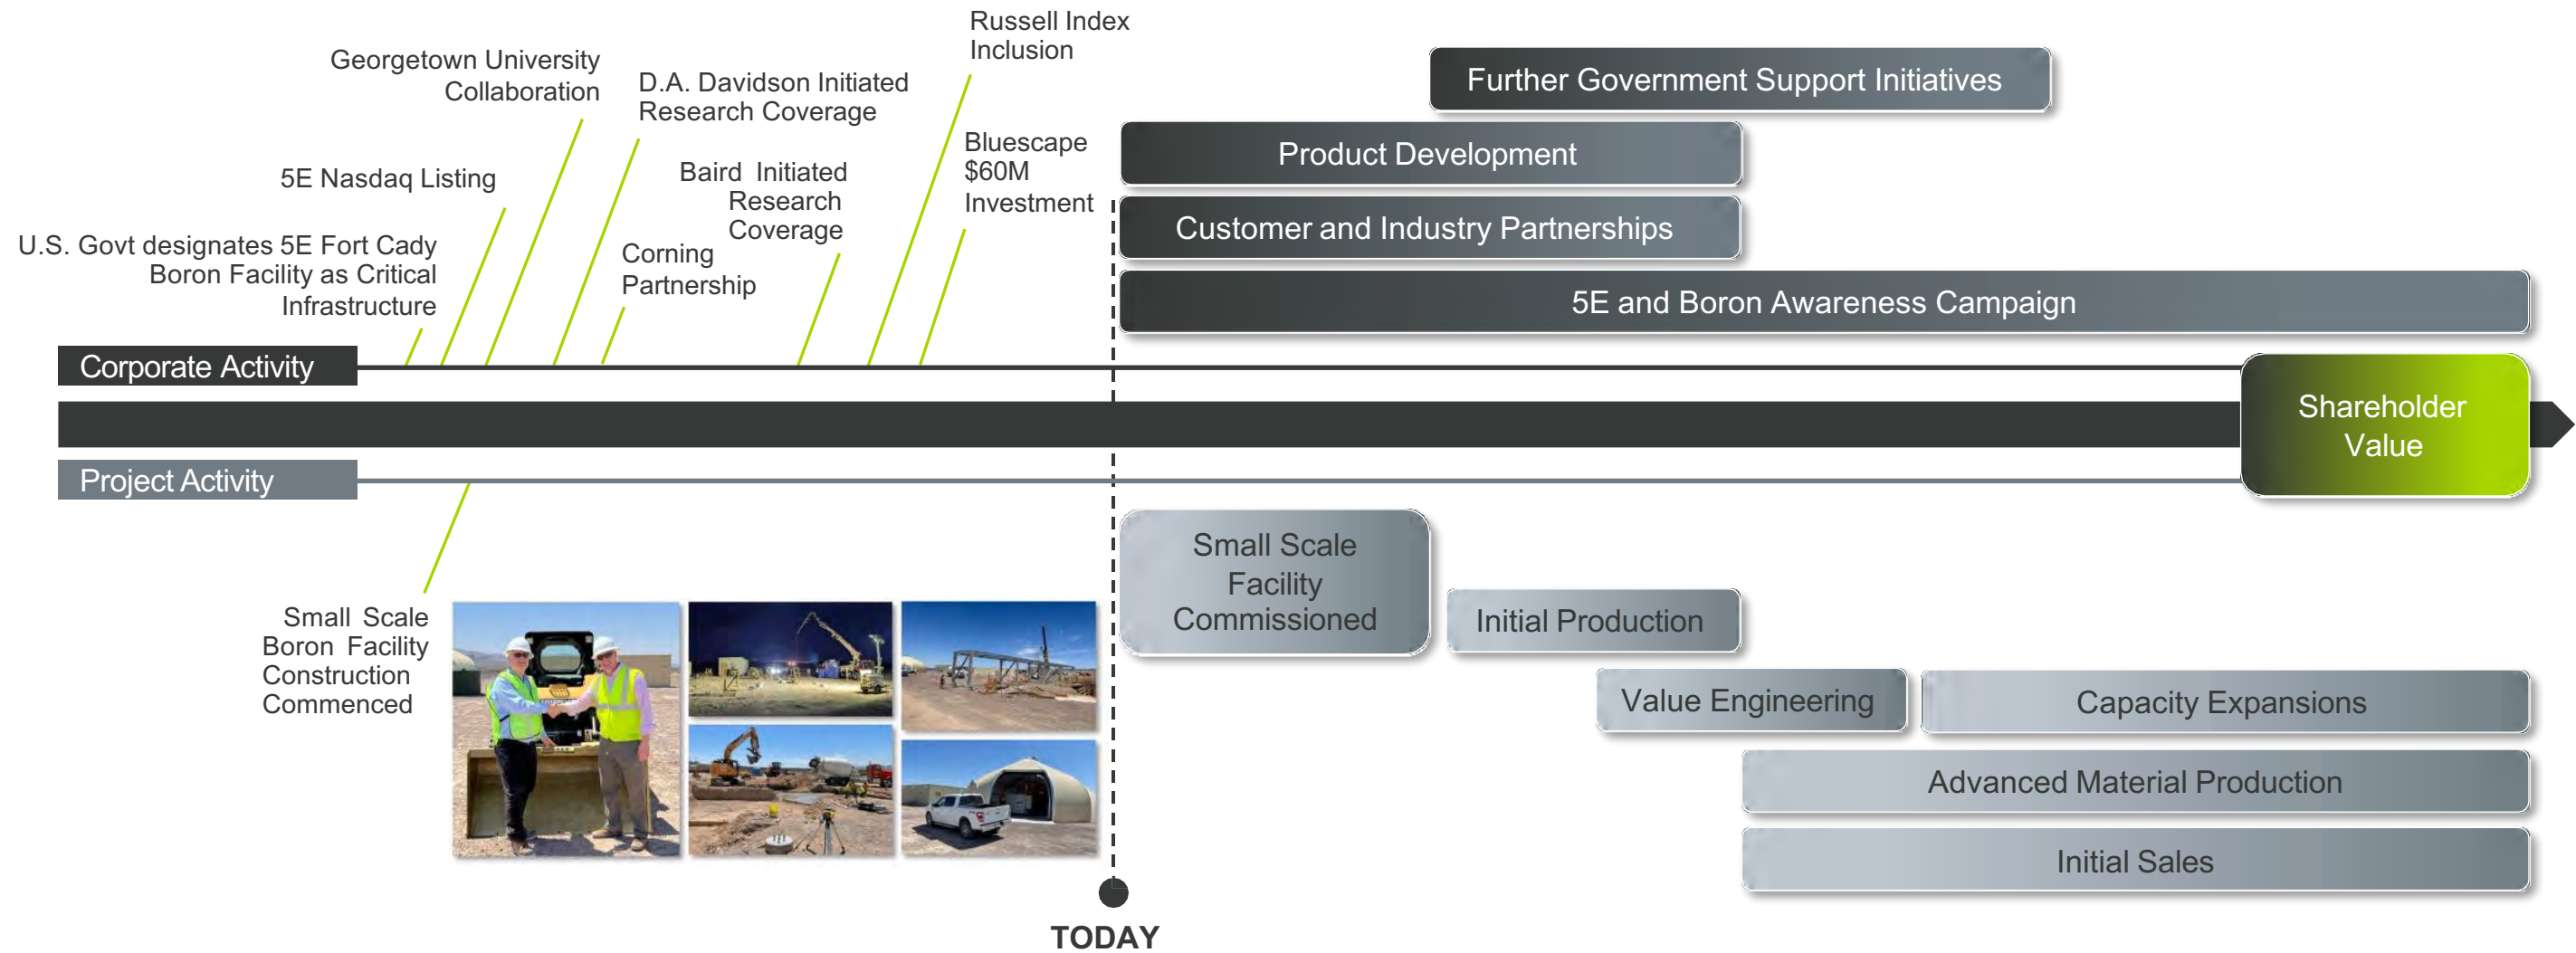 Russell Index
Inclusion
Georgetown University
Collaboration
D.A. Davidson Initiated
Research Coverage
Further Government Support Initiatives
Bluescape
$60M
Investment
Product Development
5E Nasdaq Listing
Baird Initiated
Research
Coverage
Customer and Industry Partnerships
U.S. Govt designates 5E Fort Cady
Boron Facility as Critical
Infrastructure
Corning
Partnership
5E and Boron Awareness Campaign
Corporate Activity
Shareholder
Value
Project Activity
Small Scale
Facility
Commissioned
Small Scale
Boron Facility
Construction
Commenced
Initial Production
Value Engineering
Capacity Expansions
Advanced Material Production
Initial Sales
TODAY